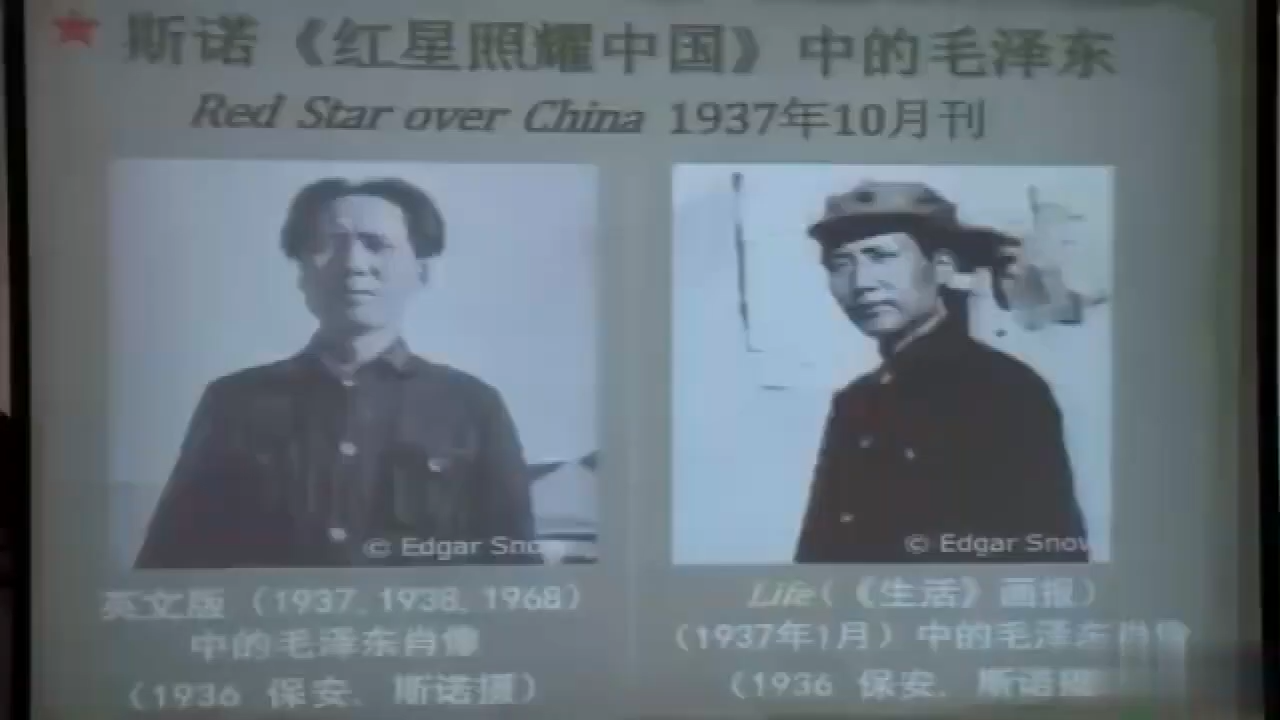 斯诺《红星照耀中国》中的毛泽东
Red Star over China 1937年10月刊
© Edgar Snow
© Edgar Snow
英文版（1937, 1938, 1968）
中的毛泽东肖像
（1936 保安, 斯诺摄）
Life（《生活》画报）
（1937年1月）中的毛泽东肖像
（1936 保安, 斯诺摄